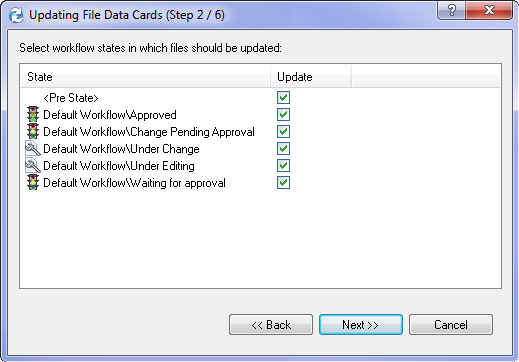 Updating File Data Cards (Step 2 / 6)
Select workflow states in which files should be updated:
State Update
<Pre State>
Default Workflow\Approved
Default Workflow\Change Pending Approval
Default Workflow\Under Change
Default Workflow\Under Editing
Default Workflow\Waiting for approval
<< Back Next >> Cancel